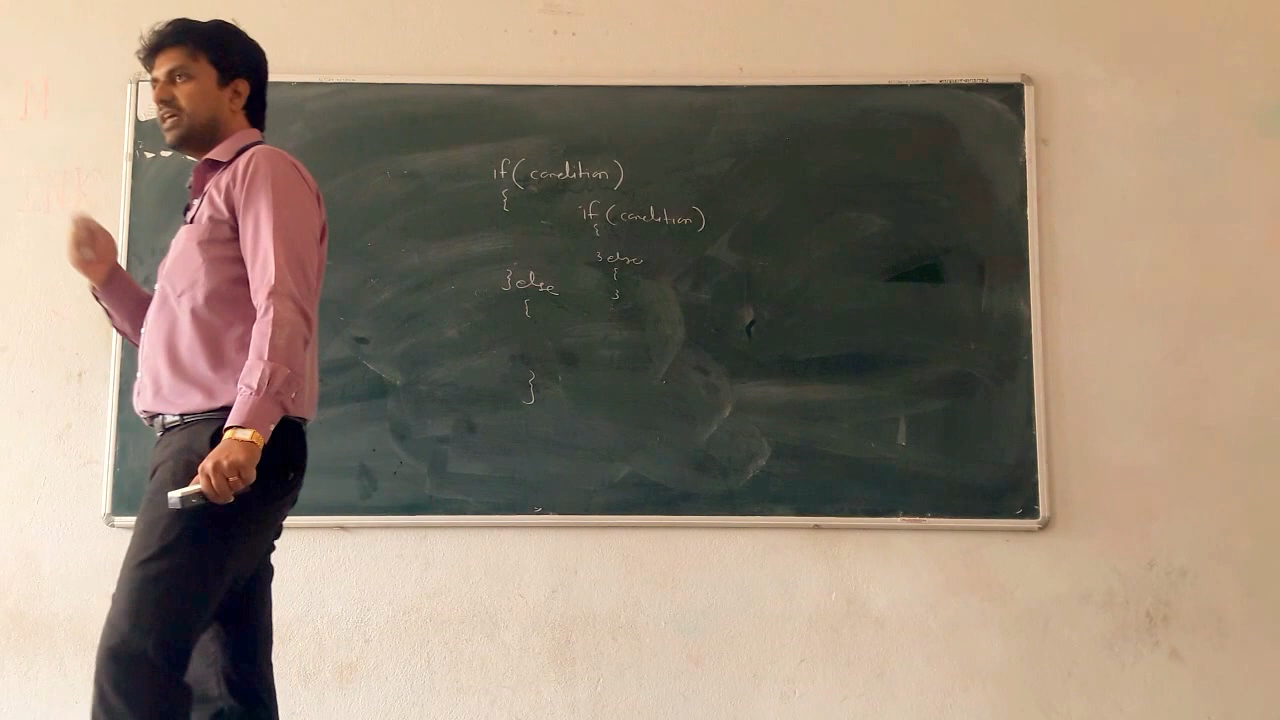 if (condition)
{
if (condition)
{
} else
{
}
} else
{
}